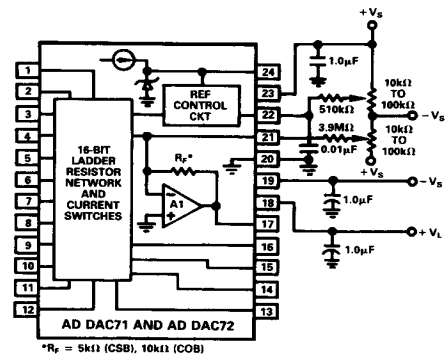 + VS
1.0µF
10kΩ
TO
100kΩ
510kΩ
– VS
3.9MΩ
10kΩ
TO
100kΩ
0.01µF
+VS
– VS
1.0µF
+ VL
1.0µF
1
2
3
4
5
6
7
8
9
10
11
12
24
23
22
21
20
19
18
17
16
15
14
13
REF
CONTROL
CKT
16-BIT
LADDER
RESISTOR
NETWORK
AND
CURRENT
SWITCHES
RF*
–
A1
+
AD DAC71 AND AD DAC72
*RF = 5kΩ (CSB), 10kΩ (COB)